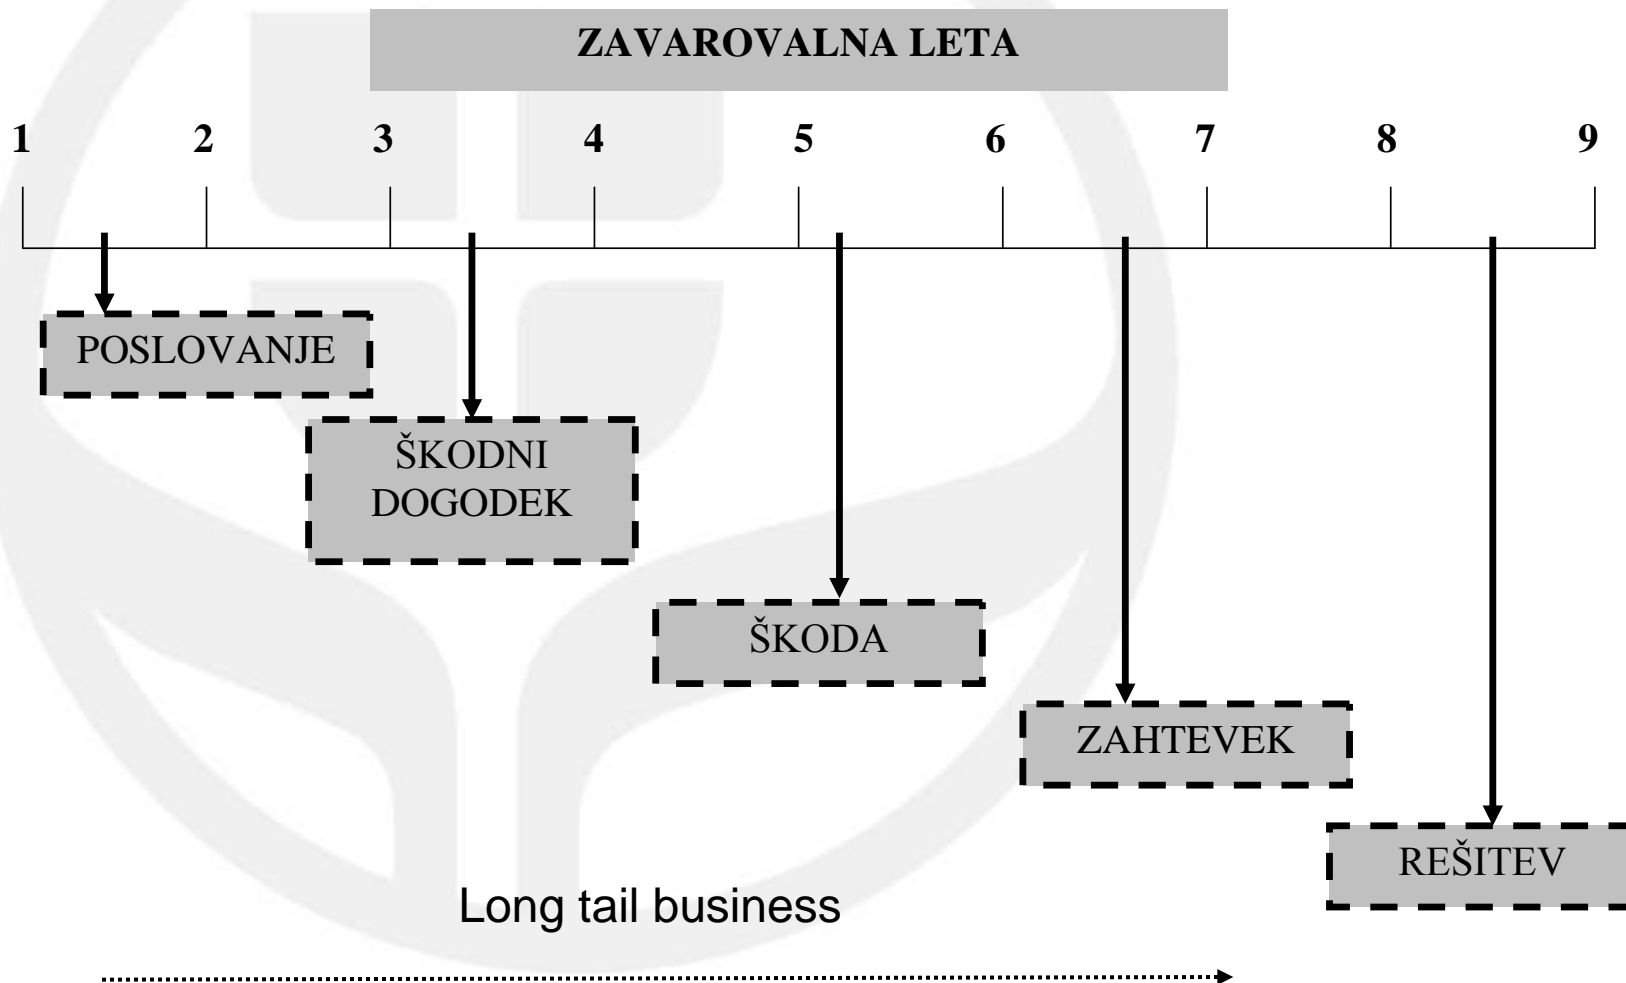 ZAVAROVALNA LETA
1 2 3 4 5 6 7 8 9
POSLOVANJE
ŠKODNI
DOGODEK
ŠKODA
ZAHTEVEK
REŠITEV
Long tail business